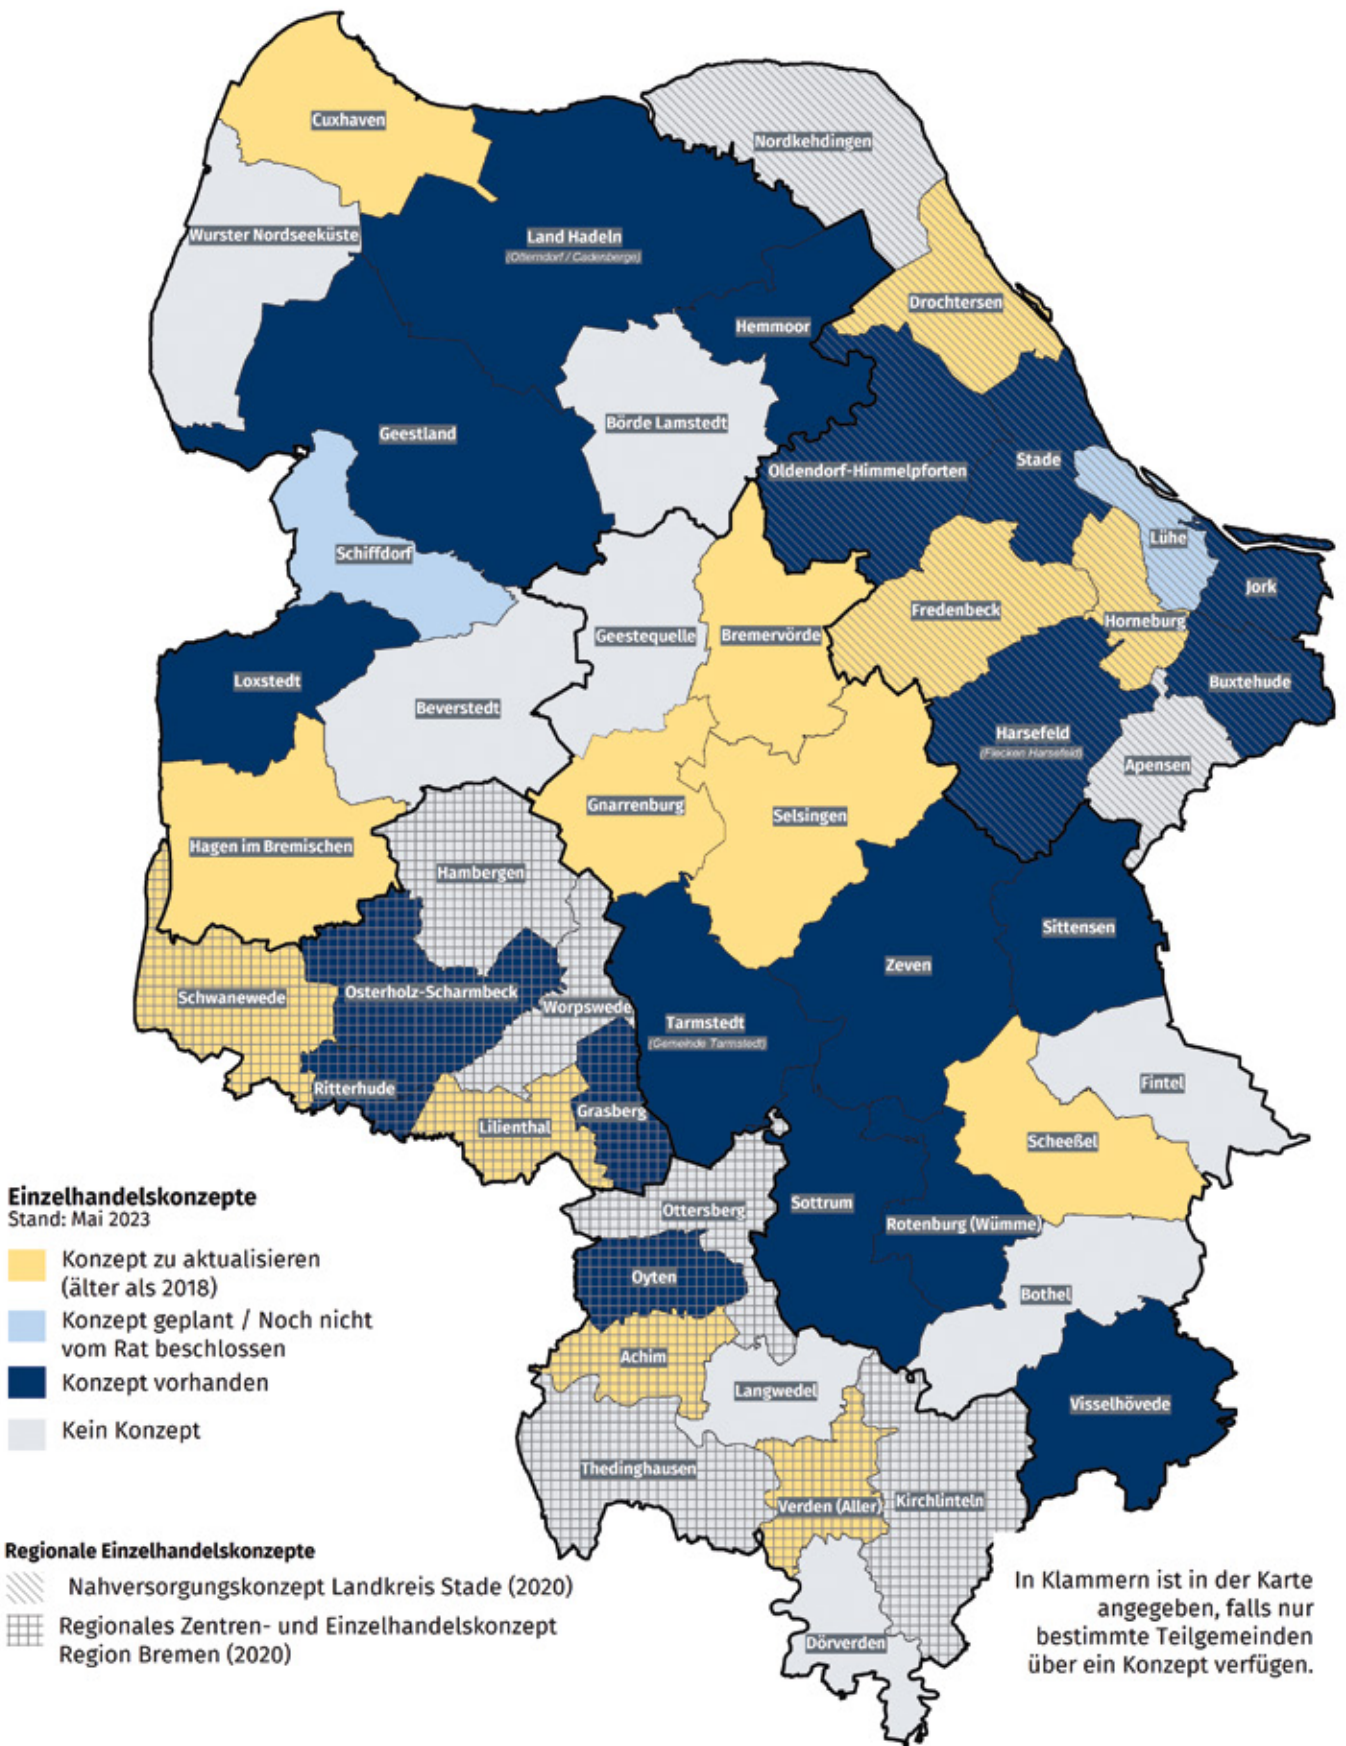 Cuxhaven
Nordkehdingen
Wurster Nordseeküste
Land Hadeln
(Otterndorf / Cadenberge)
Drochtersen
Hemmoor
Börde Lamstedt
Geestland
Stade
Oldendorf-Himmelpforten
Lühe
Schiffdorf
Jork
Fredenbeck
Horneburg
Geestequelle
Bremervörde
Loxstedt
Buxtehude
Beverstedt
Harsefeld
(Flecken Harsefeld)
Apensen
Gnarrenburg
Selsingen
Hagen im Bremischen
Hambergen
Sittensen
Zeven
Schwanewede
Osterholz-Scharmbeck
Worpswede
Tarmstedt
(Gemeinde Tarmstedt)
Ritterhude
Fintel
Grasberg
Lilienthal
Scheeßel
Sottrum
Ottersberg
Rotenburg (Wümme)
Oyten
Bothel
Achim
Langwedel
Visselhövede
Thedinghausen
Verden (Aller)
Kirchlinteln
Dörverden
Einzelhandelskonzepte
Stand: Mai 2023
Konzept zu aktualisieren
(älter als 2018)
Konzept geplant / Noch nicht
vom Rat beschlossen
Konzept vorhanden
Kein Konzept
Regionale Einzelhandelskonzepte
Nahversorgungskonzept Landkreis Stade (2020)
Regionales Zentren- und Einzelhandelskonzept
Region Bremen (2020)
In Klammern ist in der Karte
angegeben, falls nur
bestimmte Teilgemeinden
über ein Konzept verfügen.